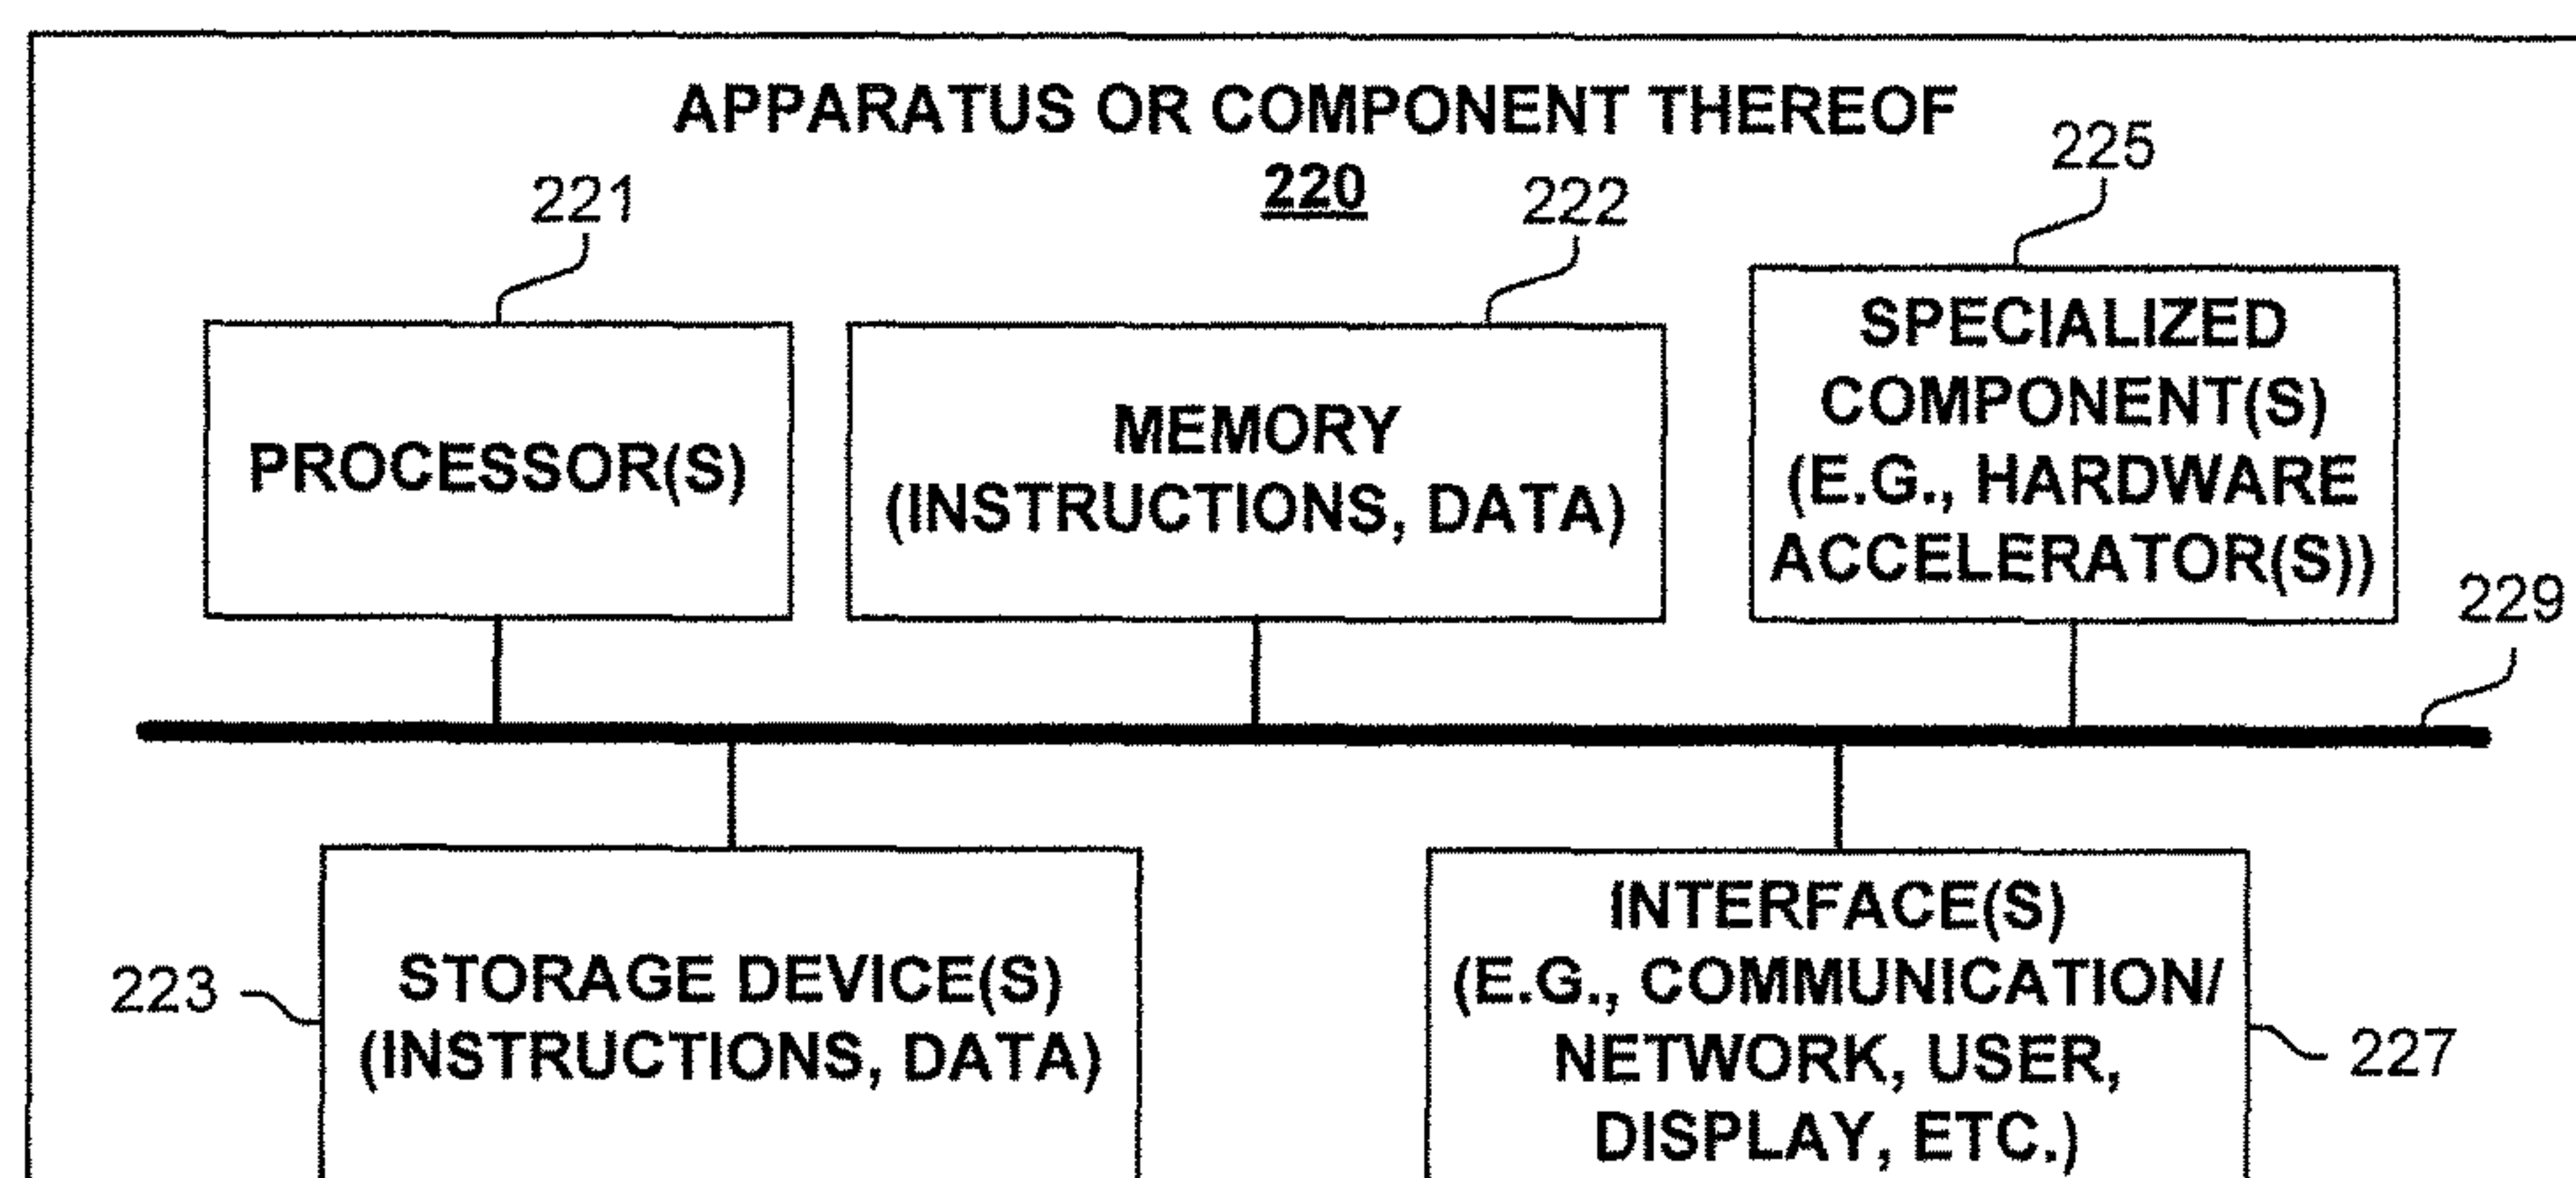 APPARATUS OR COMPONENT THEREOF
220
221
222
225
PROCESSOR(S)
MEMORY
(INSTRUCTIONS, DATA)
SPECIALIZED
COMPONENT(S)
(E.G., HARDWARE
ACCELERATOR(S))
229
223
STORAGE DEVICE(S)
(INSTRUCTIONS, DATA)
INTERFACE(S)
(E.G., COMMUNICATION/
NETWORK, USER,
DISPLAY, ETC.)
227